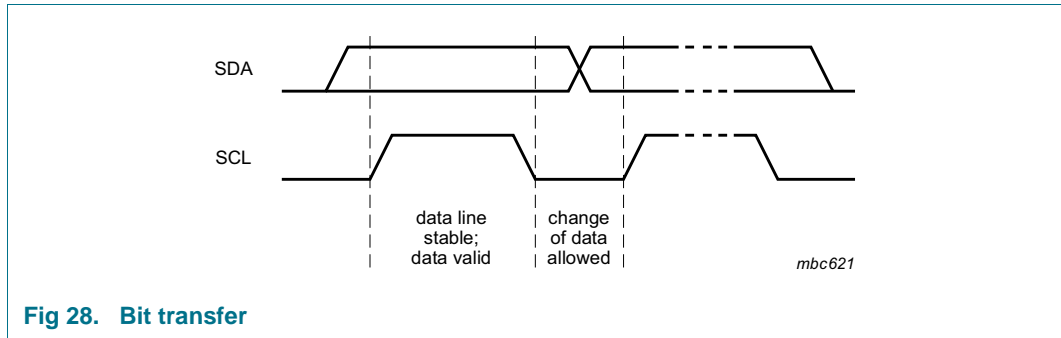 SDA
SCL
data line
stable;
data valid
change
of data
allowed
mbc621
Fig 28. Bit transfer